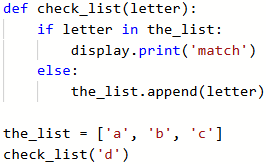 def check_list(letter):
    if letter in the_list:
        display.print('match')
    else:
        the_list.append(letter)

the_list = ['a', 'b', 'c']
check_list('d')